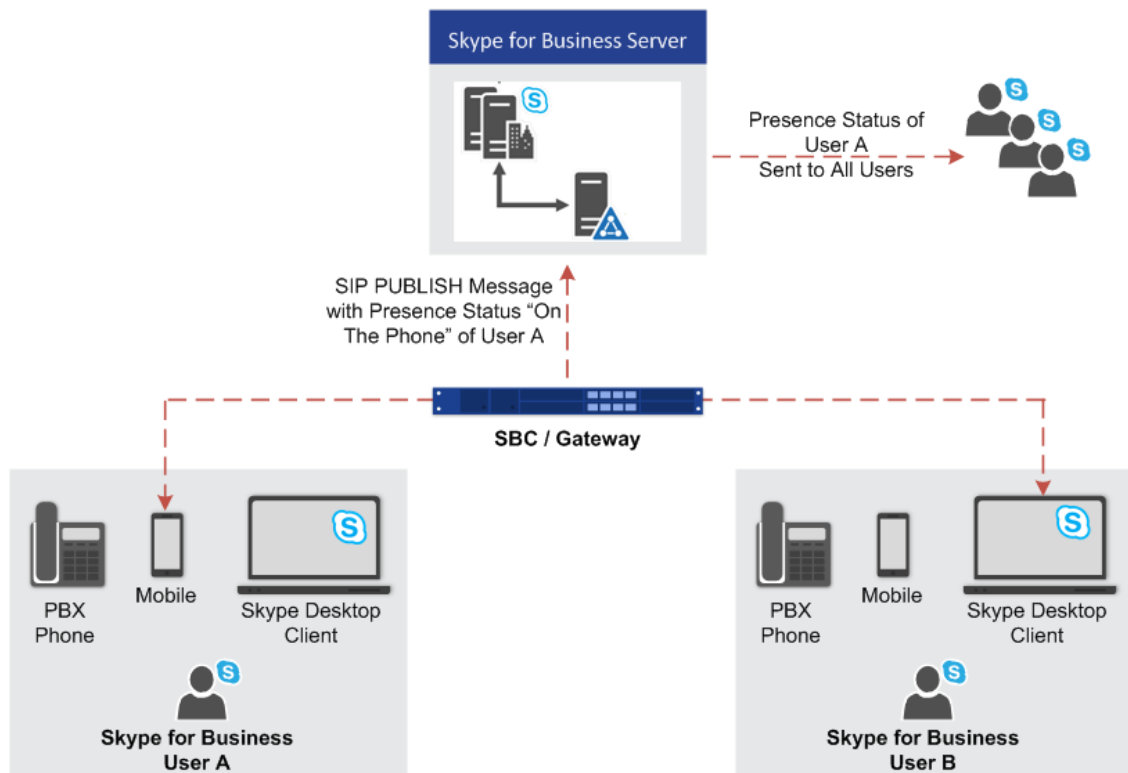 Skype for Business Server
S
S
S
S
Presence Status of
User A
Sent to All Users
SIP PUBLISH Message
with Presence Status “On
The Phone” of User A
SBC / Gateway
S
PBX
Phone
Mobile
Skype Desktop
Client
S
Skype for Business
User A
S
PBX
Phone
Mobile
Skype Desktop
Client
S
Skype for Business
User B